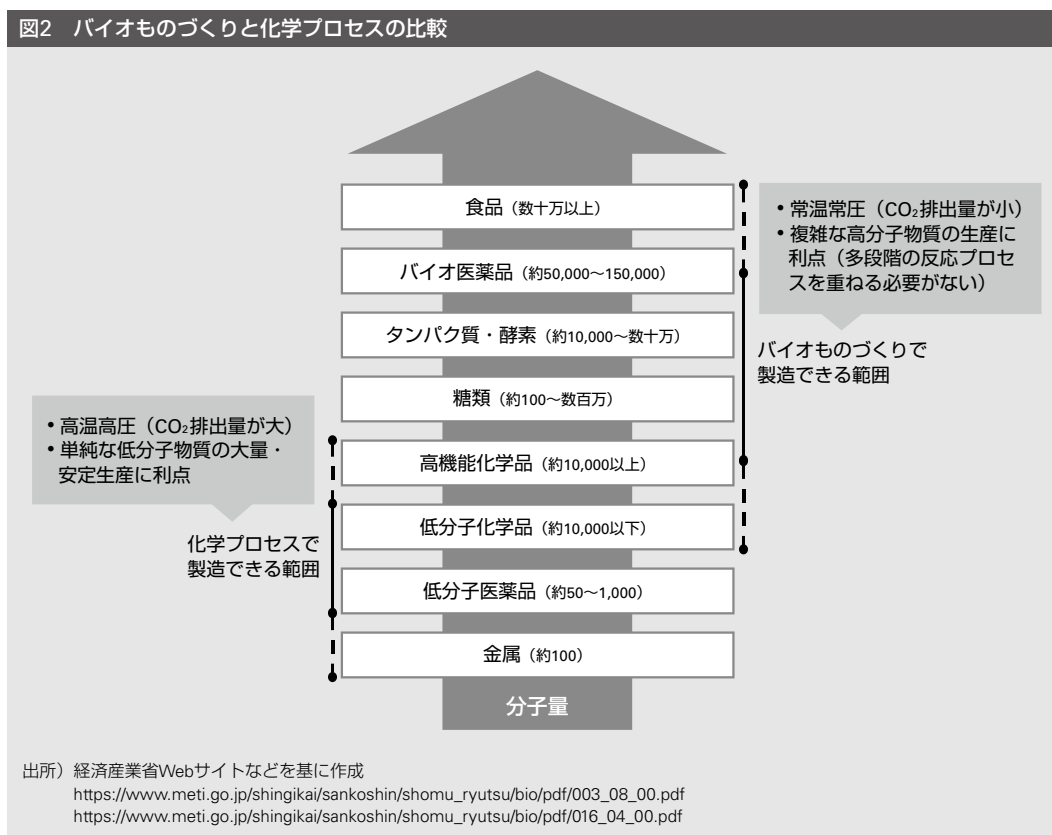 図2　バイオものづくりと化学プロセスの比較
食品（数十万以上）
バイオ医薬品（約50,000～150,000）
タンパク質・酵素（約10,000～数十万）
糖類（約100～数百万）
高機能化学品（約10,000以上）
低分子化学品（約10,000以下）
低分子医薬品（約50～1,000）
金属（約100）
分子量
• 高温高圧（CO₂排出量が大）
• 単純な低分子物質の大量・
安定生産に利点
化学プロセスで
製造できる範囲
• 常温常圧（CO₂排出量が小）
• 複雑な高分子物質の生産に
利点（多段階の反応プロセ
スを重ねる必要がない）
バイオものづくりで
製造できる範囲
出所）経済産業省Webサイトなどを基に作成
https://www.meti.go.jp/shingikai/sankoshin/shomu_ryutsu/bio/pdf/003_08_00.pdf
https://www.meti.go.jp/shingikai/sankoshin/shomu_ryutsu/bio/pdf/016_04_00.pdf